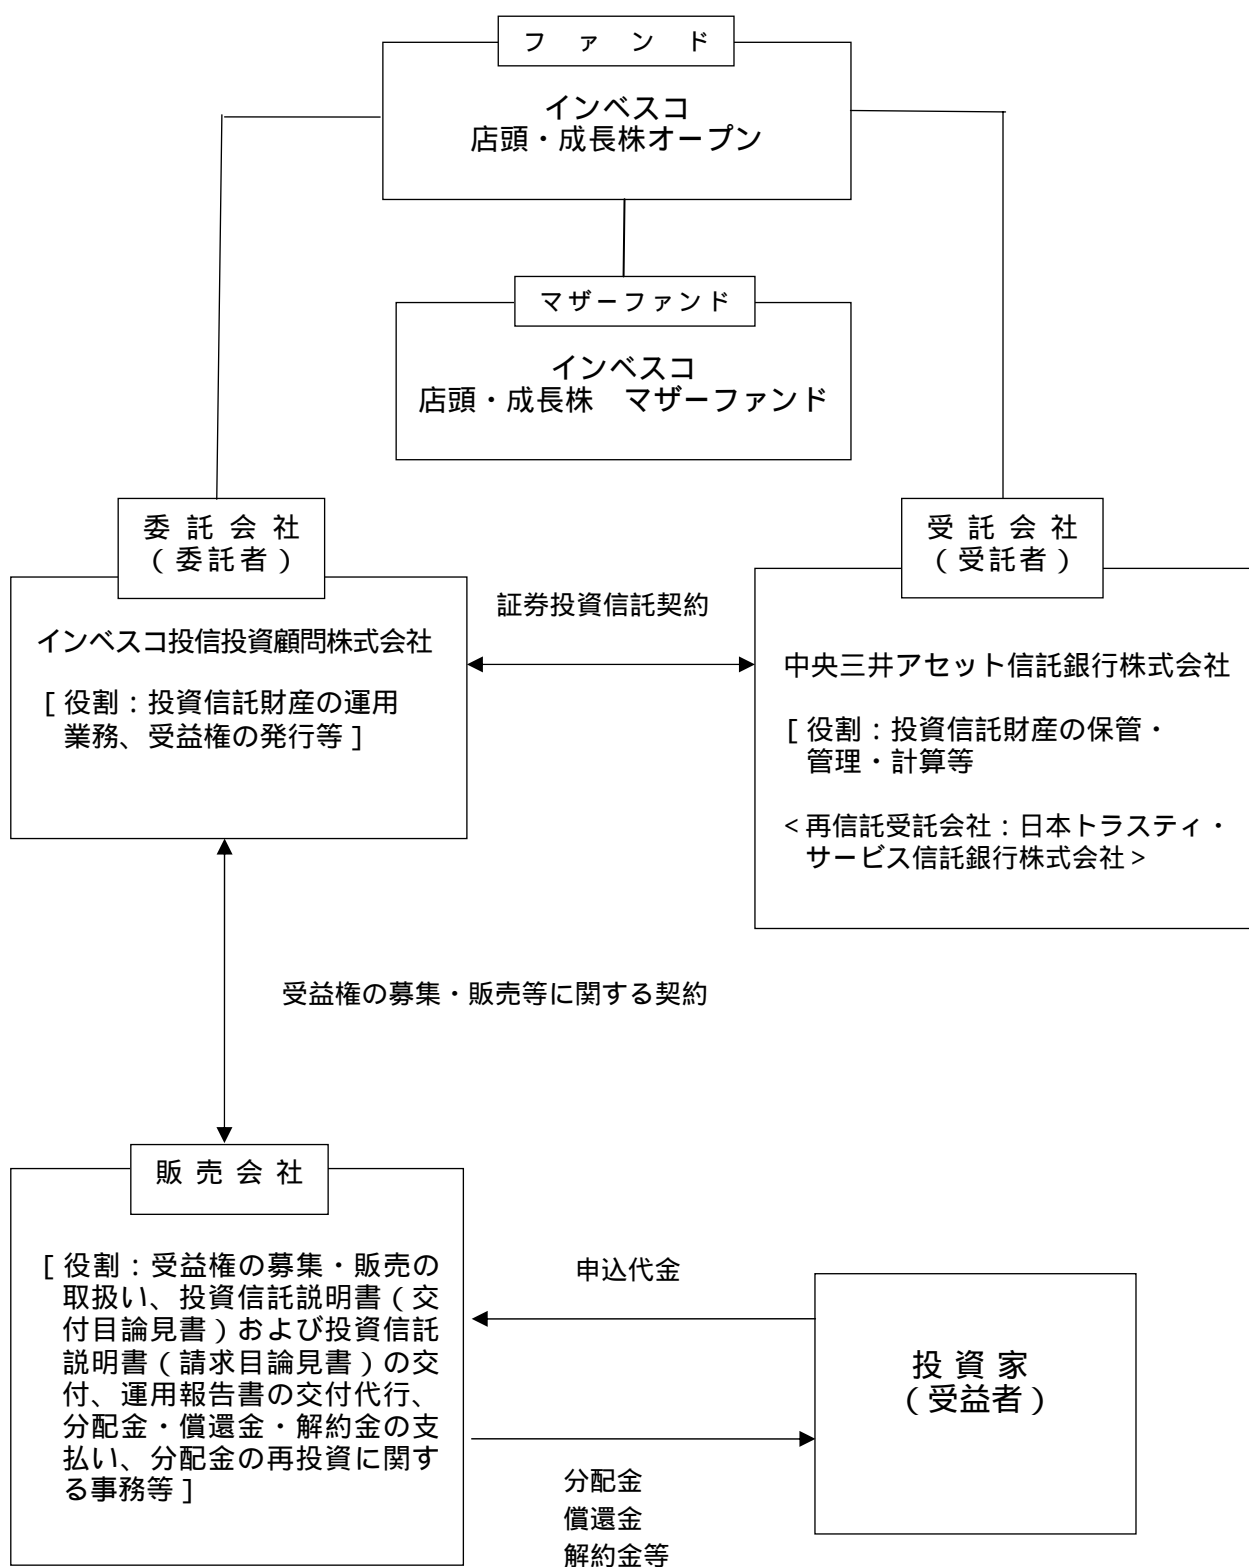 ファンド
インベスコ
店頭・成長株オープン
マザーファンド
インベスコ
店頭・成長株　マザーファンド
委託会社
（委託者）
インベスコ投信投資顧問株式会社
[ 役割：投資信託財産の運用
業務、受益権の発行等 ]
証券投資信託契約
受託会社
（受託者）
中央三井アセット信託銀行株式会社
[ 役割：投資信託財産の保管・
管理・計算等
< 再信託受託会社：日本トラスティ・
サービス信託銀行株式会社 >
受益権の募集・販売等に関する契約
販売会社
[ 役割：受益権の募集・販売の
取扱い、投資信託説明書（交
付目論見書）および投資信託
説明書（請求目論見書）の交
付、運用報告書の交付代行、
分配金・償還金・解約金の支
払い、分配金の再投資に関す
る事務等 ]
申込代金
分配金
償還金
解約金等
投資家
（受益者）